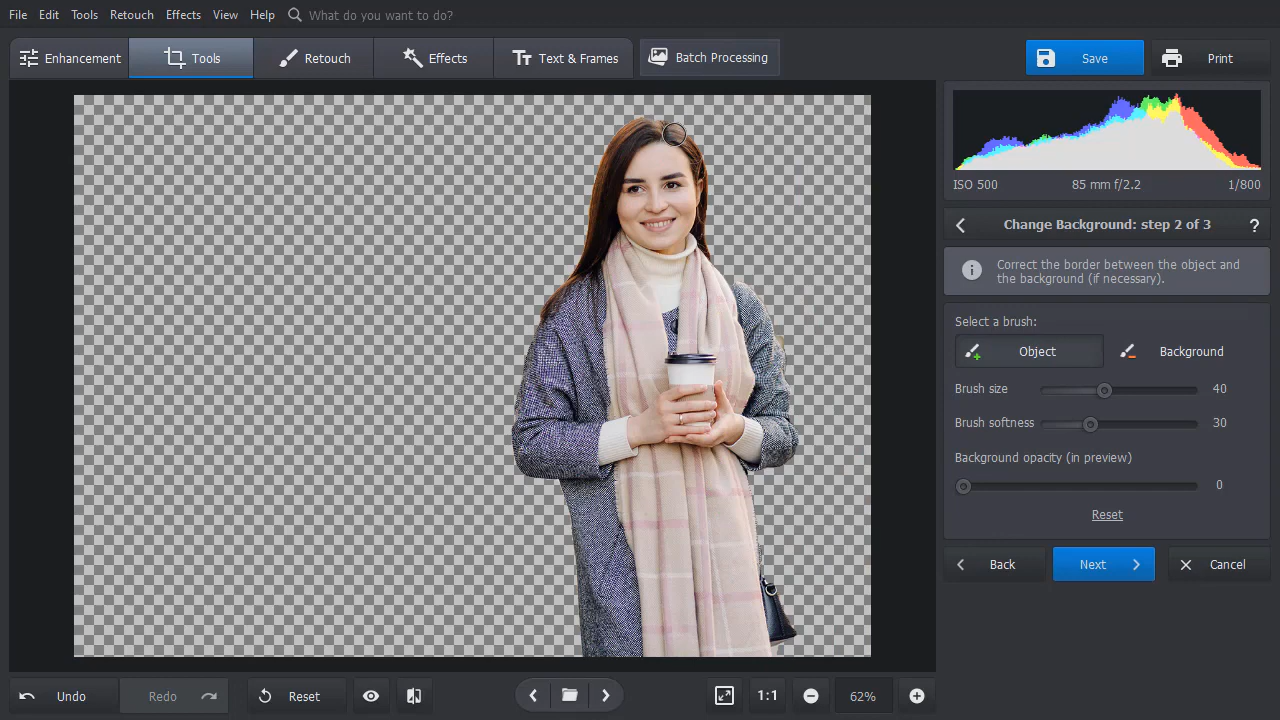 File Edit Tools Retouch Effects View Help What do you want to do?
Enhancement Tools Retouch Effects Text & Frames Batch Processing Save Print
ISO 500 85 mm f/2.2 1/800
Change Background: step 2 of 3 ?
Correct the border between the object and
the background (if necessary).
Select a brush:
Object Background
Brush size 40
Brush softness 30
Background opacity (in preview)
0
Reset
Back Next Cancel
Undo Redo Reset 1:1 62%